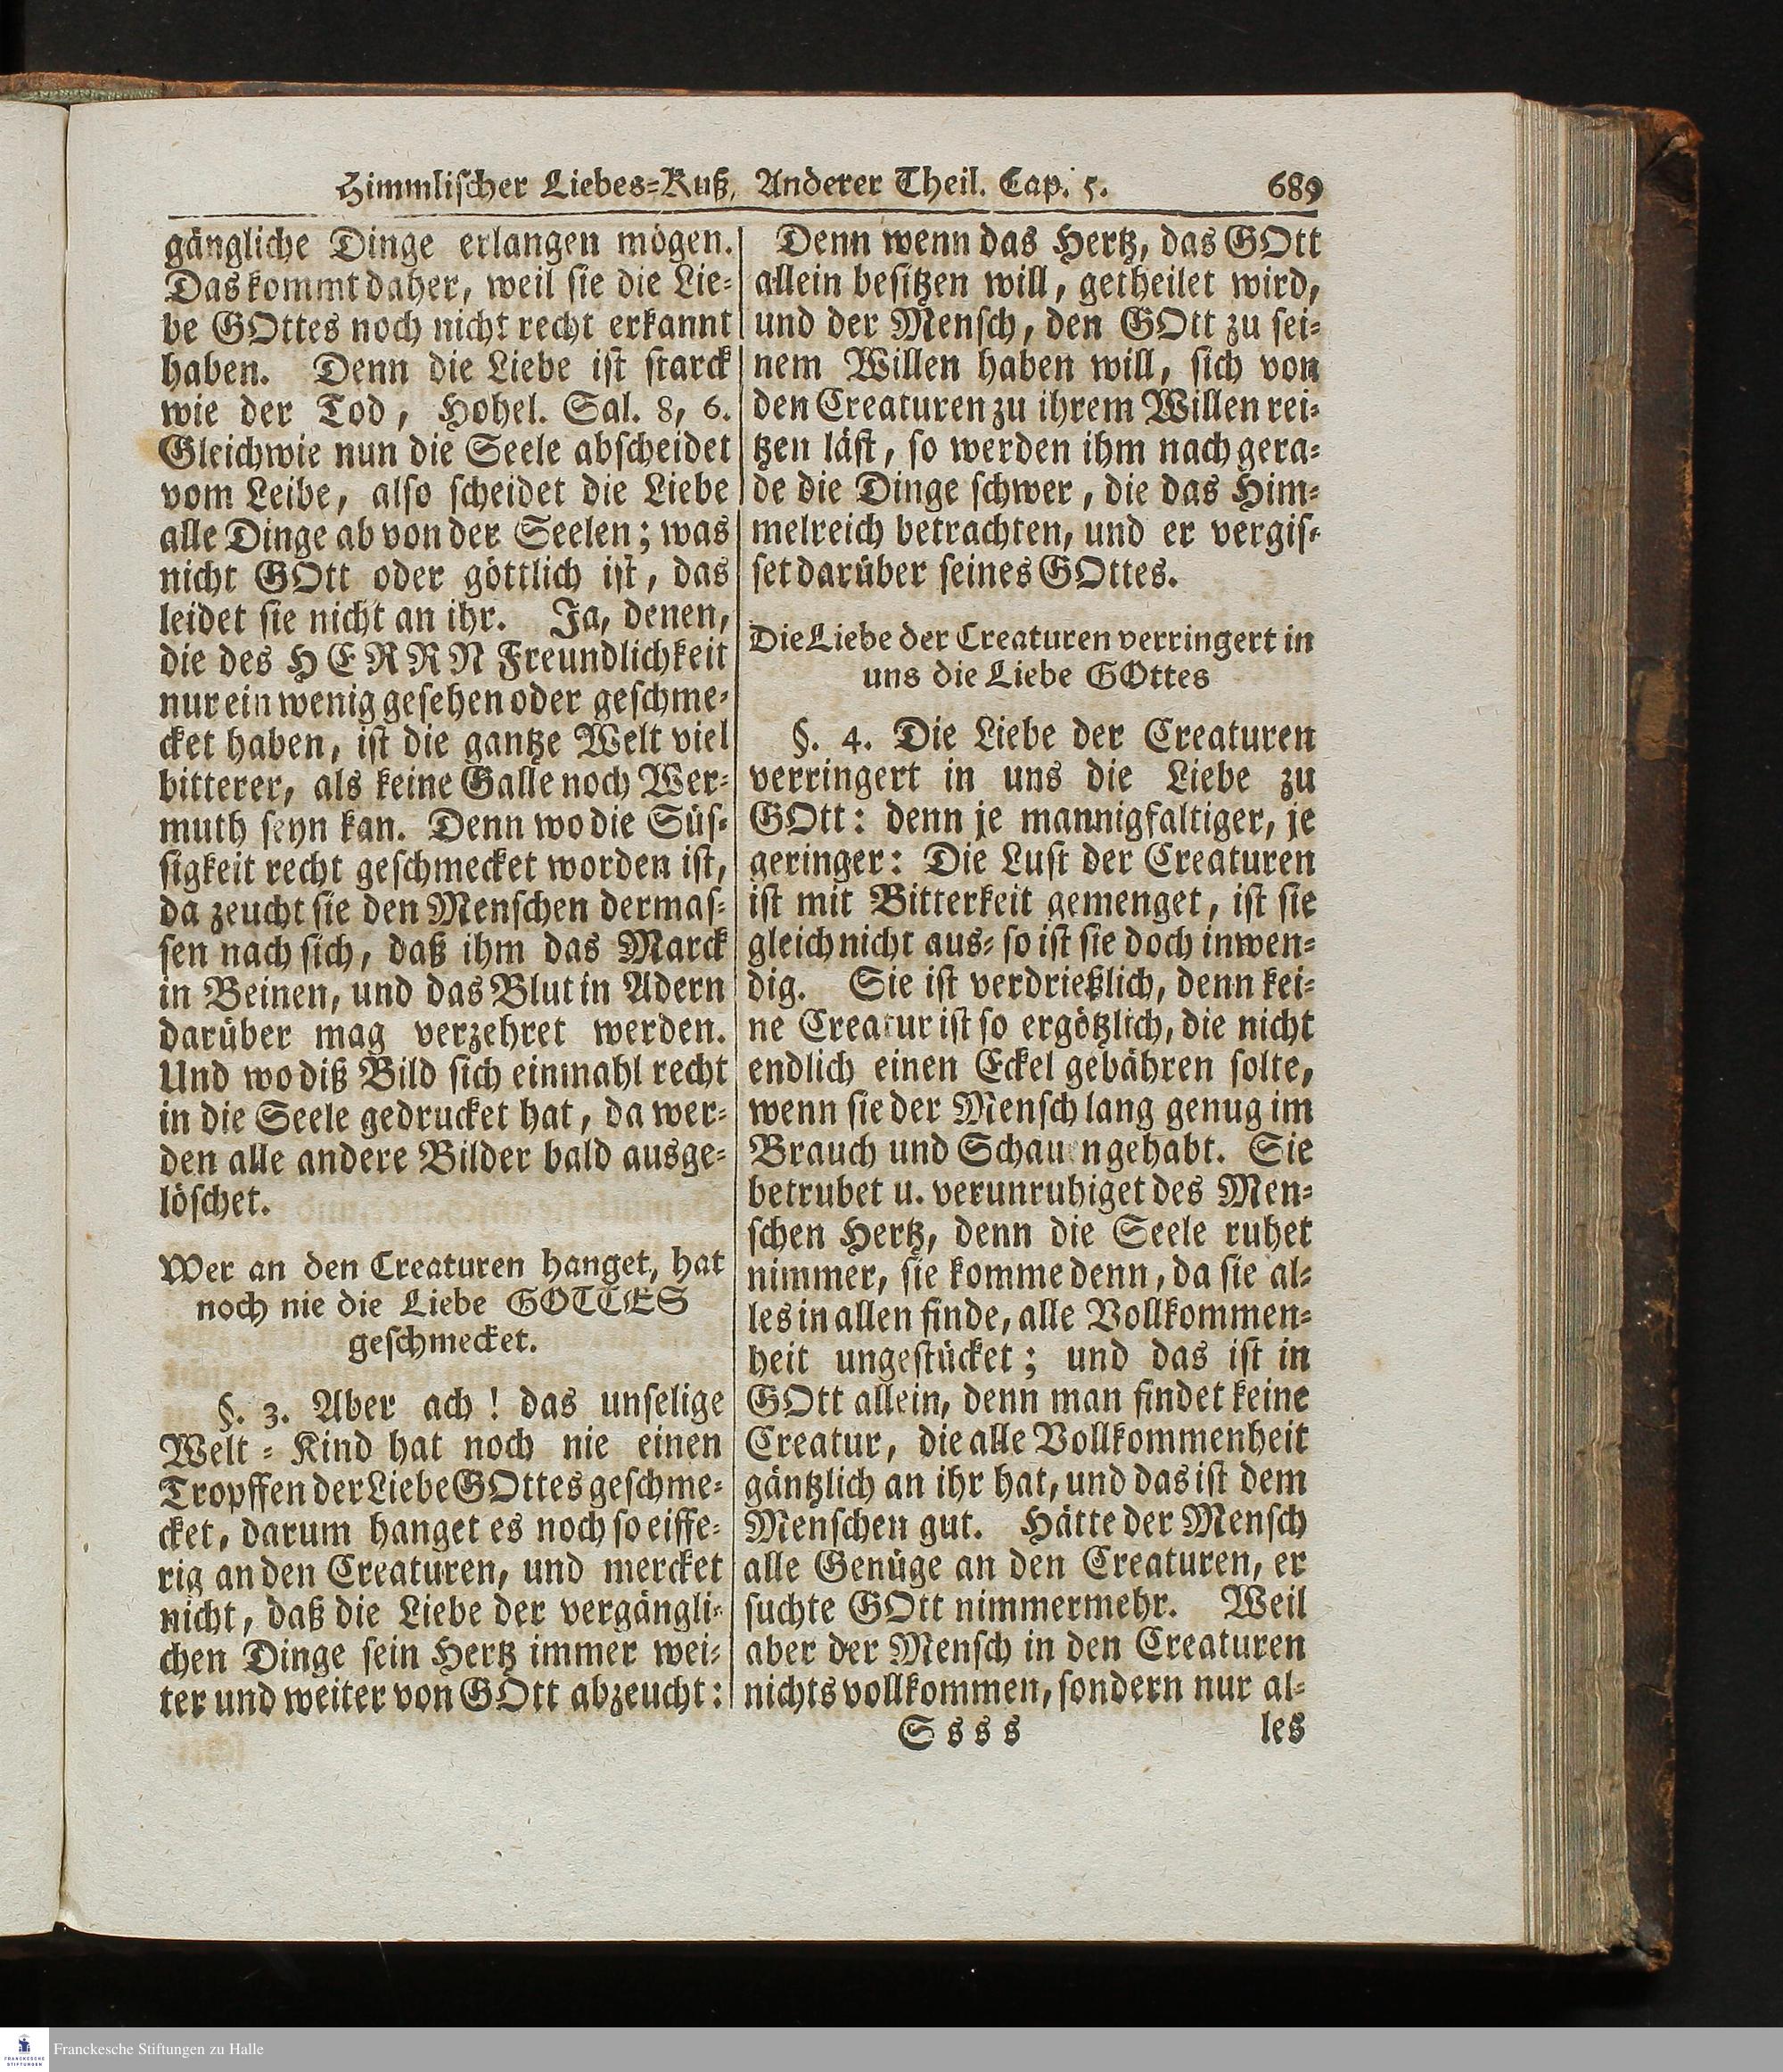 Himmlischer Liebes-Kuß, Anderer Theil. Cap. 5. 689
gängliche Dinge erlangen mögen.
Das kommt daher, weil sie die Lie-
be GOttes noch nicht recht erkannt
haben. Denn die Liebe ist starck
wie der Tod, Hohel. Sal. 8, 6.
Gleichwie nun die Seele abscheidet
vom Leibe, also scheidet die Liebe
alle Dinge ab von der Seelen; was
nicht GOtt oder göttlich ist, das
leidet sie nicht an ihr. Ja, denen,
die des HERRN Freundlichkeit
nur ein wenig gesehen oder geschme-
cket haben, ist die gantze Welt viel
bitterer, als keine Galle noch Wer-
muth seyn kan. Denn wo die Süs-
sigkeit recht geschmecket worden ist,
da zeucht sie den Menschen dermas-
sen nach sich, daß ihm das Marck
in Beinen, und das Blut in Adern
darüber mag verzehret werden.
Und wo diß Bild sich einmahl recht
in die Seele gedrucket hat, da wer-
den alle andere Bilder bald ausge-
löschet.
Wer an den Creaturen hanget, hat
noch nie die Liebe GOTTES
geschmecket.
§. 3. Aber ach! das unselige
Welt-Kind hat noch nie einen
Tropffen der Liebe GOttes geschme-
cket, darum hanget es noch so eiffe-
rig an den Creaturen, und mercket
nicht, daß die Liebe der vergängli-
chen Dinge sein Hertz immer wei-
ter und weiter von GOtt abzeucht:
Denn wenn das Hertz, das GOtt
allein besitzen will, getheilet wird,
und der Mensch, den GOtt zu sei-
nem Willen haben will, sich von
den Creaturen zu ihrem Willen rei-
tzen läst, so werden ihm nach gera-
de die Dinge schwer, die das Him-
melreich betrachten, und er vergis-
set darüber seines GOttes.
Die Liebe der Creaturen verringert in
uns die Liebe GOttes
§. 4. Die Liebe der Creaturen
verringert in uns die Liebe zu
GOtt: denn je mannigfaltiger, je
geringer: Die Lust der Creaturen
ist mit Bitterkeit gemenget, ist sie
gleich nicht aus- so ist sie doch inwen-
dig. Sie ist verdrießlich, denn kei-
ne Creatur ist so ergötzlich, die nicht
endlich einen Eckel gebähren solte,
wenn sie der Mensch lang genug im
Brauch und Schauen gehabt. Sie
betrubet u. verunruhiget des Men-
schen Hertz, denn die Seele ruhet
nimmer, sie komme denn, da sie al-
les in allen finde, alle Vollkommen-
heit ungestücket; und das ist in
GOtt allein, denn man findet keine
Creatur, die alle Vollkommenheit
gäntzlich an ihr hat, und das ist dem
Menschen gut. Hätte der Mensch
alle Genüge an den Creaturen, er
suchte GOtt nimmermehr. Weil
aber der Mensch in den Creaturen
nichts vollkommen, sondern nur al-
Ssss les
Franckesche Stiftungen zu Halle
FRANCKESCHE
STIFTUNGEN